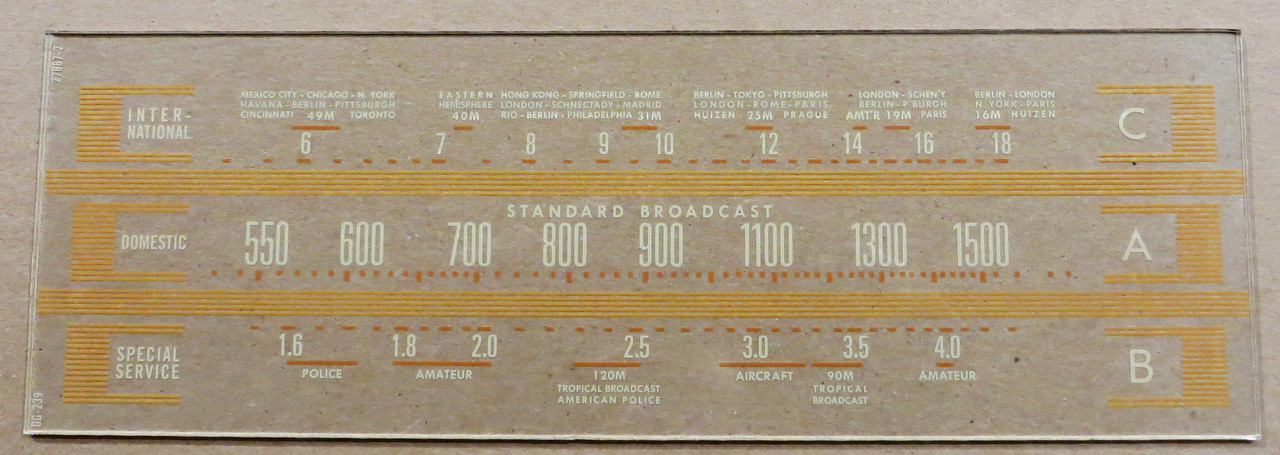 27887-2
INTER-
NATIONAL
MEXICO CITY - CHICAGO - N. YORK
HAVANA - BERLIN - PITTSBURGH
CINCINNATI 49M TORONTO
EASTERN
HEMISPHERE
40M
HONG KONG - SPRINGFIELD - ROME
LONDON - SCHNECTADY - MADRID
RIO - BERLIN - PHILADELPHIA 31M
BERLIN - TOKYO - PITTSBURGH
LONDON - ROME - PARIS
HUIZEN 25M PRAGUE
LONDON - SCHEN'Y
BERLIN - P'BURGH
AMT'R 19M PARIS
BERLIN - LONDON
N. YORK - PARIS
16M HUIZEN
6 7 8 9 10 12 14 16 18
C
STANDARD BROADCAST
DOMESTIC
550 600 700 800 900 1100 1300 1500
A
SPECIAL
SERVICE
1.6 1.8 2.0 2.5 3.0 3.5 4.0
POLICE
AMATEUR
120M
TROPICAL BROADCAST
AMERICAN POLICE
AIRCRAFT
90M
TROPICAL
BROADCAST
AMATEUR
B
DG-239